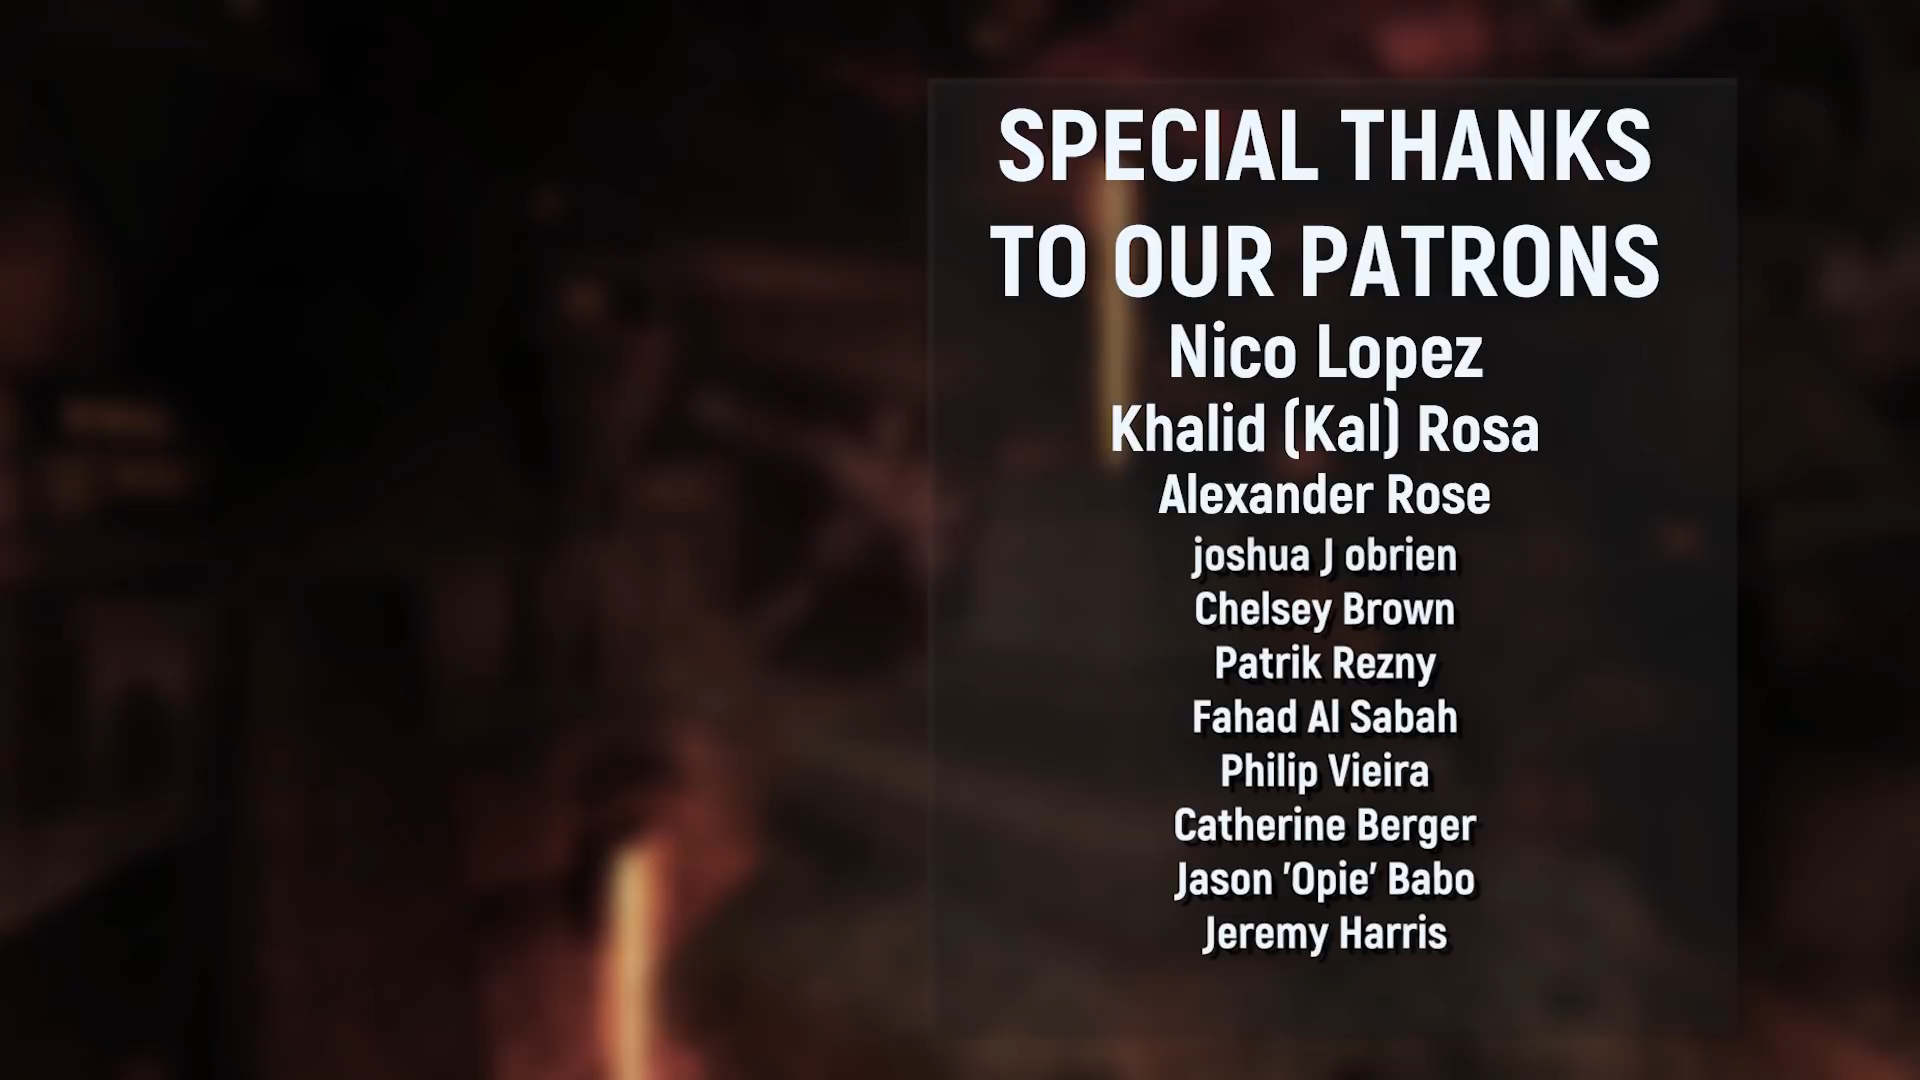 SPECIAL THANKS
TO OUR PATRONS
Nico Lopez
Khalid (Kal) Rosa
Alexander Rose
joshua J obrien
Chelsey Brown
Patrik Rezny
Fahad Al Sabah
Philip Vieira
Catherine Berger
Jason 'Opie' Babo
Jeremy Harris